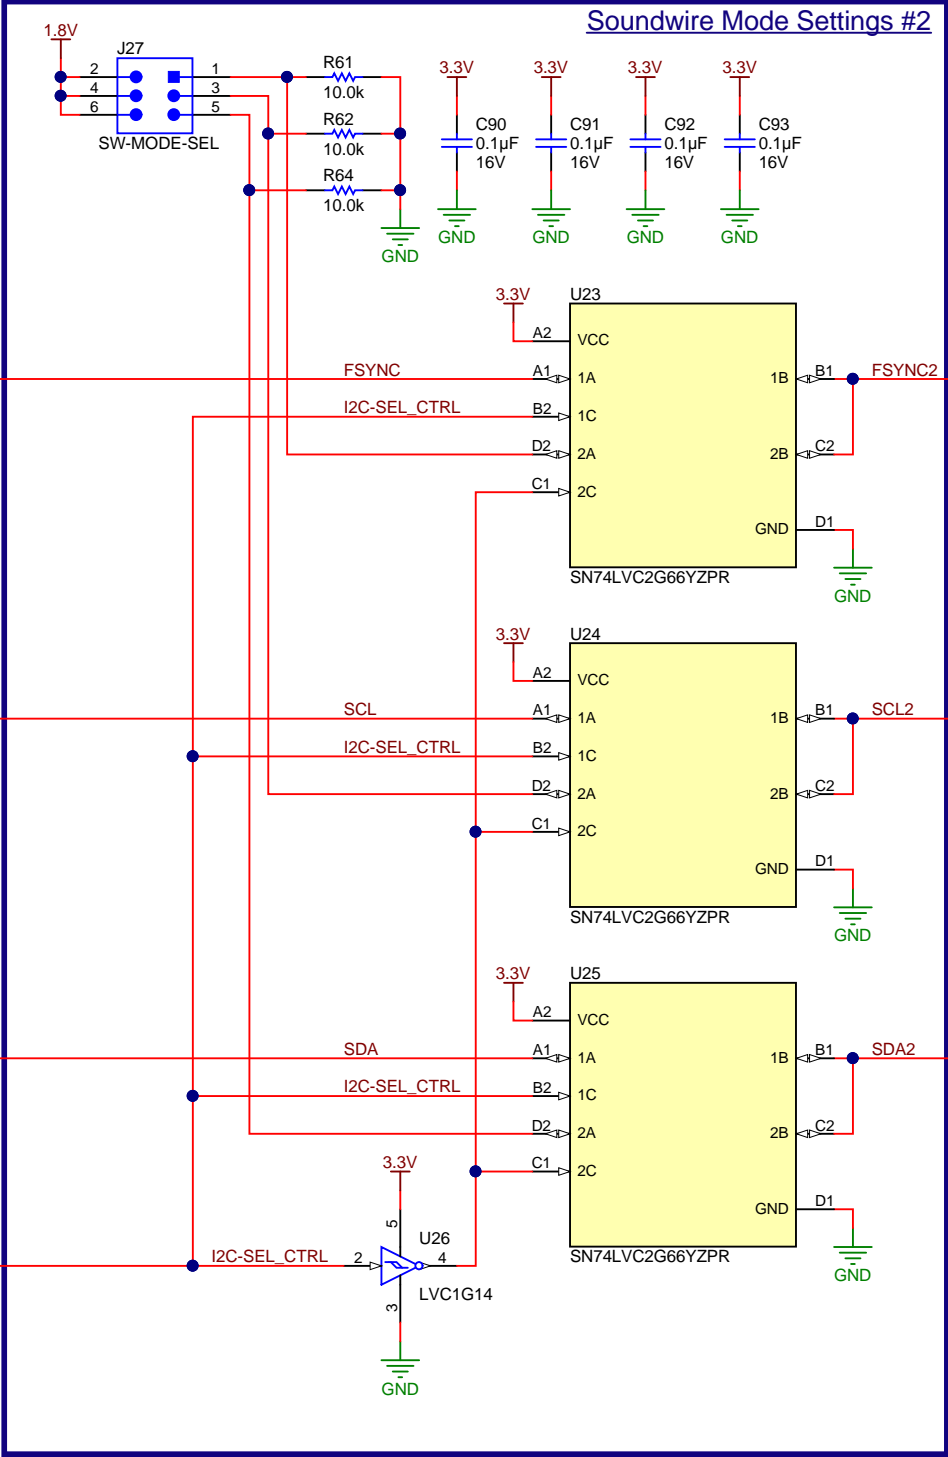 Soundwire Mode Settings #2
1.8V
J27
2
4
6
1
3
5
SW-MODE-SEL
R61
10.0k
R62
10.0k
R64
10.0k
GND
3.3V
C90
0.1µF
16V
GND
3.3V
C91
0.1µF
16V
GND
3.3V
C92
0.1µF
16V
GND
3.3V
C93
0.1µF
16V
GND
3.3V
U23
A2
VCC
FSYNC
A1
1A
1B
B1
FSYNC2
I2C-SEL_CTRL
B2
1C
D2
2A
2B
C2
C1
2C
GND
D1
SN74LVC2G66YZPR
GND
3.3V
U24
A2
VCC
SCL
A1
1A
1B
B1
SCL2
I2C-SEL_CTRL
B2
1C
D2
2A
2B
C2
C1
2C
GND
D1
SN74LVC2G66YZPR
GND
3.3V
U25
A2
VCC
SDA
A1
1A
1B
B1
SDA2
I2C-SEL_CTRL
B2
1C
D2
2A
2B
C2
C1
2C
GND
D1
SN74LVC2G66YZPR
GND
3.3V
5
U26
I2C-SEL_CTRL
2
4
LVC1G14
3
GND